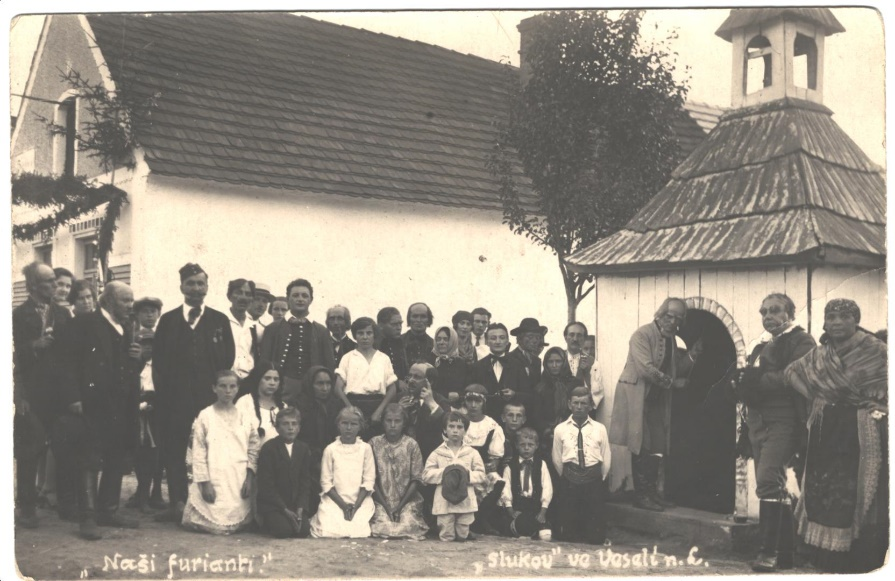 „Naši furianti.” „Slukov” ve Veselí n. L.